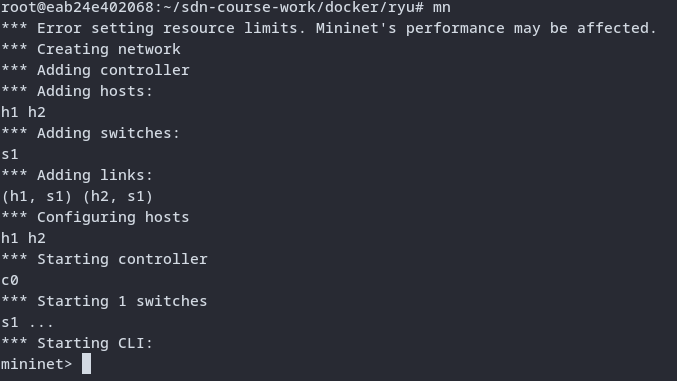 root@eab24e402068:~/sdn-course-work/docker/ryu# mn
*** Error setting resource limits. Mininet's performance may be affected.
*** Creating network
*** Adding controller
*** Adding hosts:
h1 h2
*** Adding switches:
s1
*** Adding links:
(h1, s1) (h2, s1)
*** Configuring hosts
h1 h2
*** Starting controller
c0
*** Starting 1 switches
s1 ...
*** Starting CLI:
mininet>